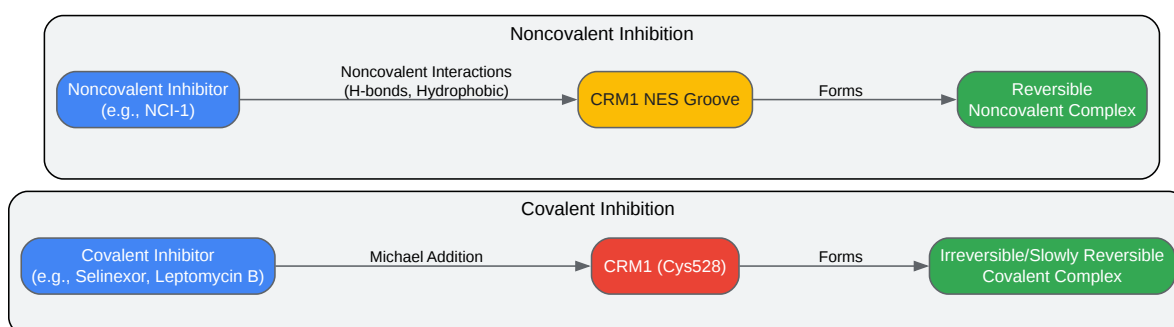 Noncovalent Inhibition
Noncovalent Inhibitor
(e.g., NCI-1)
Noncovalent Interactions
(H-bonds, Hydrophobic)
CRM1 NES Groove
Forms
Reversible
Noncovalent Complex
Covalent Inhibition
Covalent Inhibitor
(e.g., Selinexor, Leptomycin B)
Michael Addition
CRM1 (Cys528)
Forms
Irreversible/Slowly Reversible
Covalent Complex